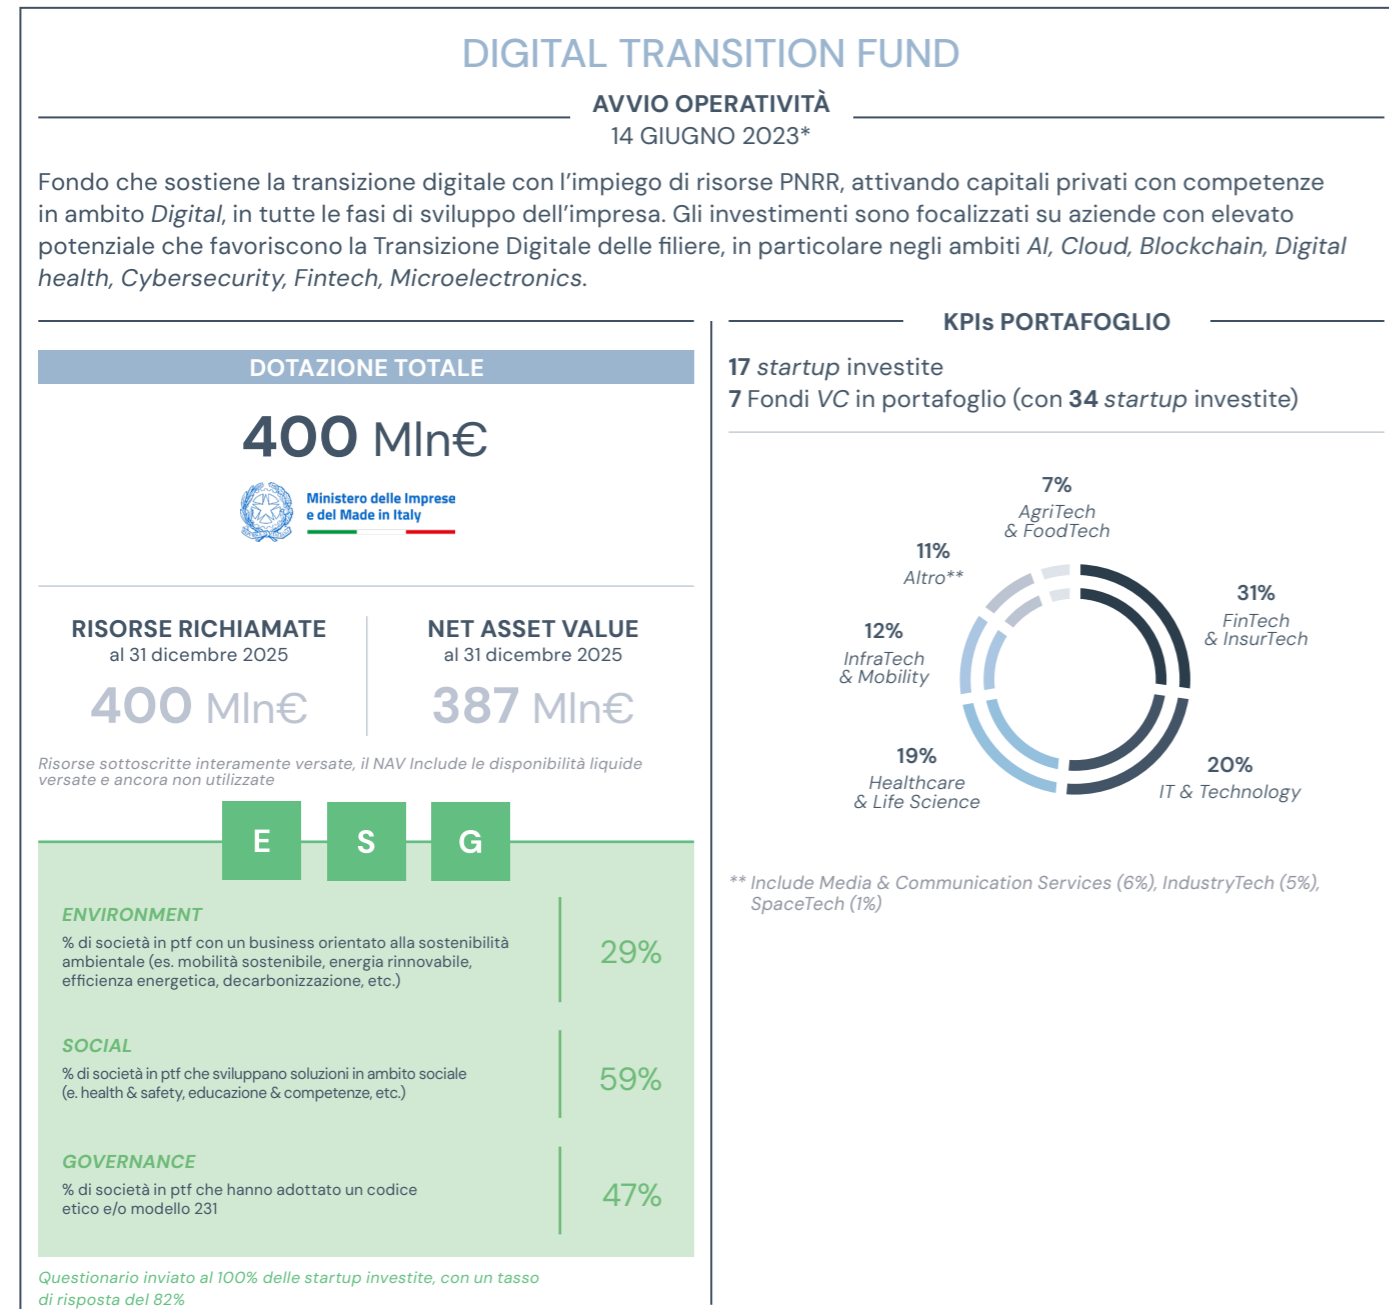 DIGITAL TRANSITION FUND
AVVIO OPERATIVITÀ
14 GIUGNO 2023*
Fondo che sostiene la transizione digitale con l'impiego di risorse PNRR, attivando capitali privati con competenze
in ambito Digital, in tutte le fasi di sviluppo dell'impresa. Gli investimenti sono focalizzati su aziende con elevato
potenziale che favoriscono la Transizione Digitale delle filiere, in particolare negli ambiti AI, Cloud, Blockchain, Digital
health, Cybersecurity, Fintech, Microelectronics.
DOTAZIONE TOTALE
400 Mln€
Ministero delle Imprese
e del Made in Italy
RISORSE RICHIAMATE
al 31 dicembre 2025
400 Mln€
NET ASSET VALUE
al 31 dicembre 2025
387 Mln€
Risorse sottoscritte interamente versate, il NAV Include le disponibilità liquide
versate e ancora non utilizzate
E
S
G
ENVIRONMENT
% di società in ptf con un business orientato alla sostenibilità
ambientale (es. mobilità sostenibile, energia rinnovabile,
efficienza energetica, decarbonizzazione, etc.)
29%
SOCIAL
% di società in ptf che sviluppano soluzioni in ambito sociale
(e. health & safety, educazione & competenze, etc.)
59%
GOVERNANCE
% di società in ptf che hanno adottato un codice
etico e/o modello 231
47%
Questionario inviato al 100% delle startup investite, con un tasso
di risposta del 82%
KPIs PORTAFOGLIO
17 startup investite
7 Fondi VC in portafoglio (con 34 startup investite)
7%
AgriTech
& FoodTech
31%
FinTech
& InsurTech
20%
IT & Technology
19%
Healthcare
& Life Science
12%
InfraTech
& Mobility
11%
Altro**
** Include Media & Communication Services (6%), IndustryTech (5%),
SpaceTech (1%)